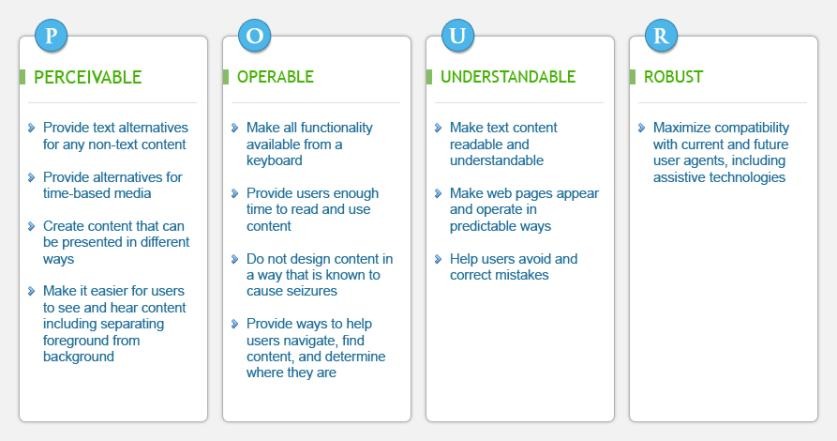 P
PERCEIVABLE
Provide text alternatives
for any non-text content
Provide alternatives for
time-based media
Create content that can
be presented in different
ways
Make it easier for users
to see and hear content
including separating
foreground from
background
O
OPERABLE
Make all functionality
available from a
keyboard
Provide users enough
time to read and use
content
Do not design content in
a way that is known to
cause seizures
Provide ways to help
users navigate, find
content, and determine
where they are
U
UNDERSTANDABLE
Make text content
readable and
understandable
Make web pages appear
and operate in
predictable ways
Help users avoid and
correct mistakes
R
ROBUST
Maximize compatibility
with current and future
user agents, including
assistive technologies